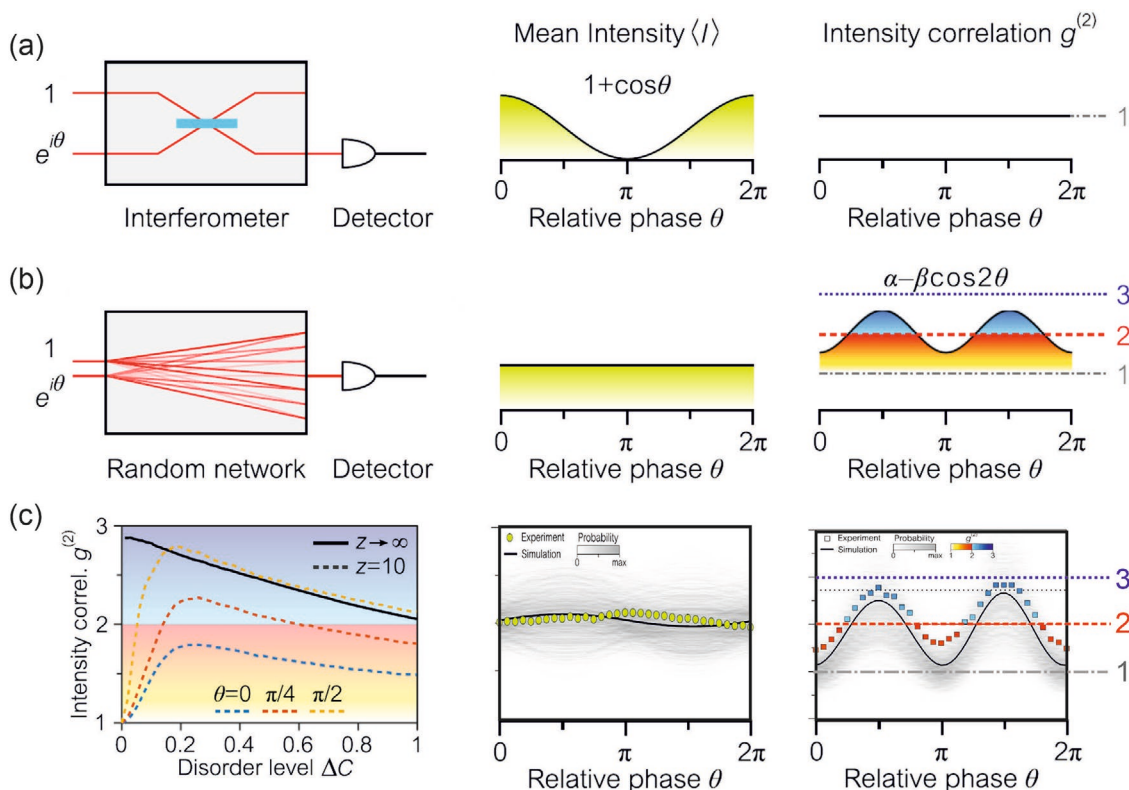 (a)
Mean Intensity ⟨I⟩
Intensity correlation g(2)
1
e^{iθ}
1+cosθ
1
0 π 2π
0 π 2π
Interferometer Detector
Relative phase θ
Relative phase θ
(b)
α−βcos2θ
3
2
1
1
e^{iθ}
0 π 2π
0 π 2π
Random network Detector
Relative phase θ
Relative phase θ
(c)
Intensity correl. g(2)
3
2
1
z→∞
z=10
θ=0 π/4 π/2
0 0.2 0.4 0.6 0.8 1
Disorder level ΔC
Experiment Probability
Simulation 0 max
0 π 2π
Relative phase θ
Experiment Probability g(2)
Simulation 0 max 1 2 3
3
2
1
0 π 2π
Relative phase θ